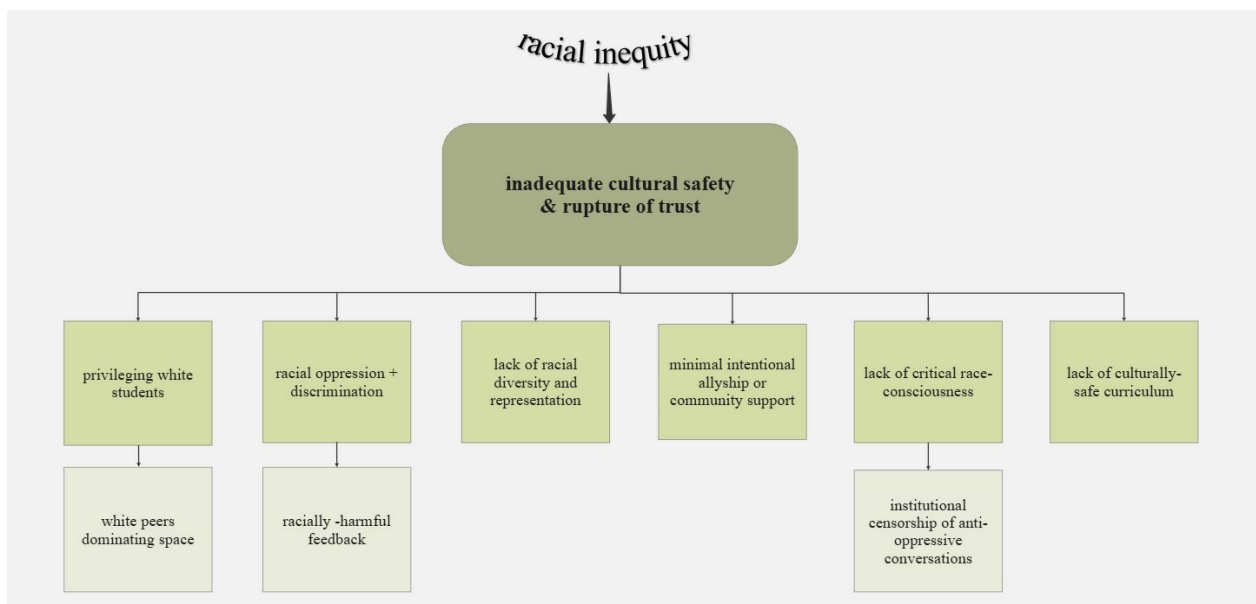 racial inequity
inadequate cultural safety
& rupture of trust
privileging white
students
racial oppression +
discrimination
lack of racial
diversity and
representation
minimal intentional
allyship or
community support
lack of critical race-
consciousness
lack of culturally-
safe curriculum
white peers
dominating space
racially -harmful
feedback
institutional
censorship of anti-
oppressive
conversations